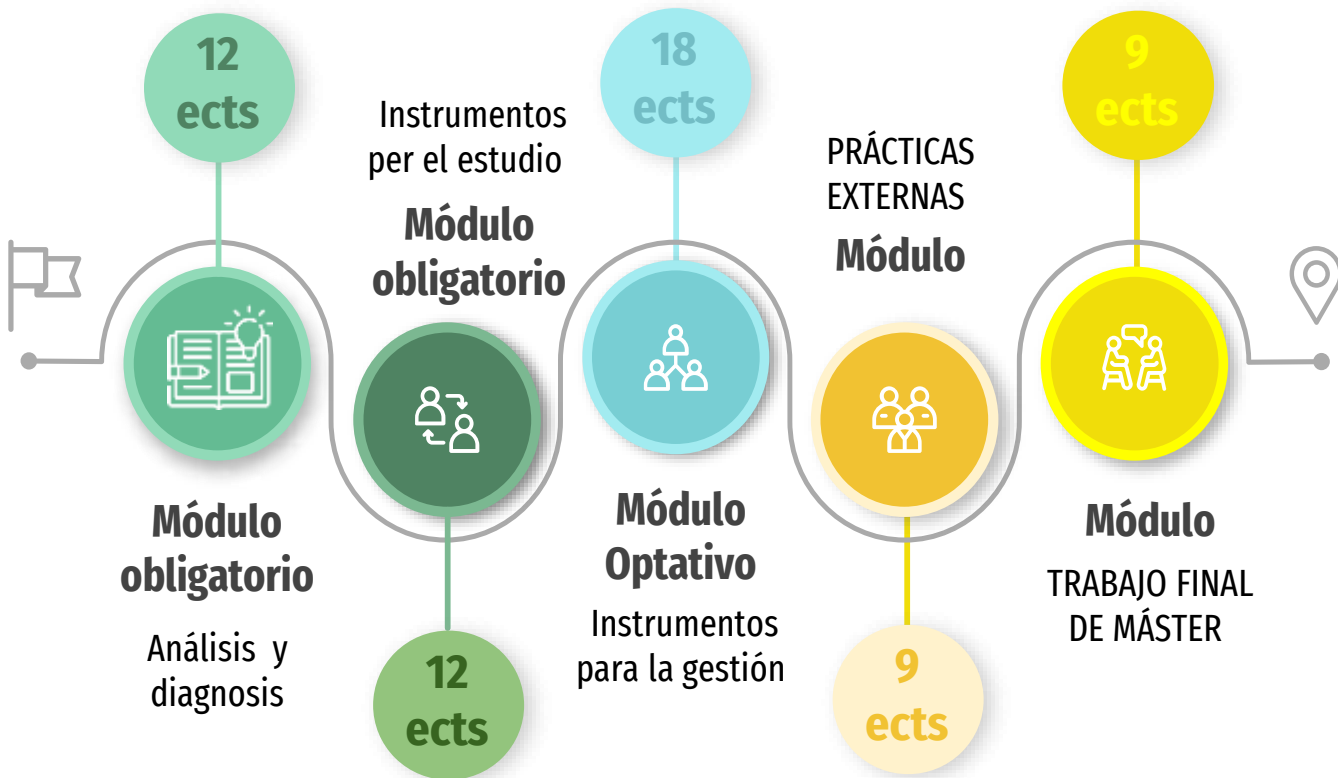 12
ects
Módulo
obligatorio
Análisis y
diagnosis
Instrumentos
per el estudio
Módulo
obligatorio
12
ects
18
ects
Módulo
Optativo
Instrumentos
para la gestión
PRÁCTICAS
EXTERNAS
Módulo
9
ects
9
ects
Módulo
TRABAJO FINAL
DE MÁSTER